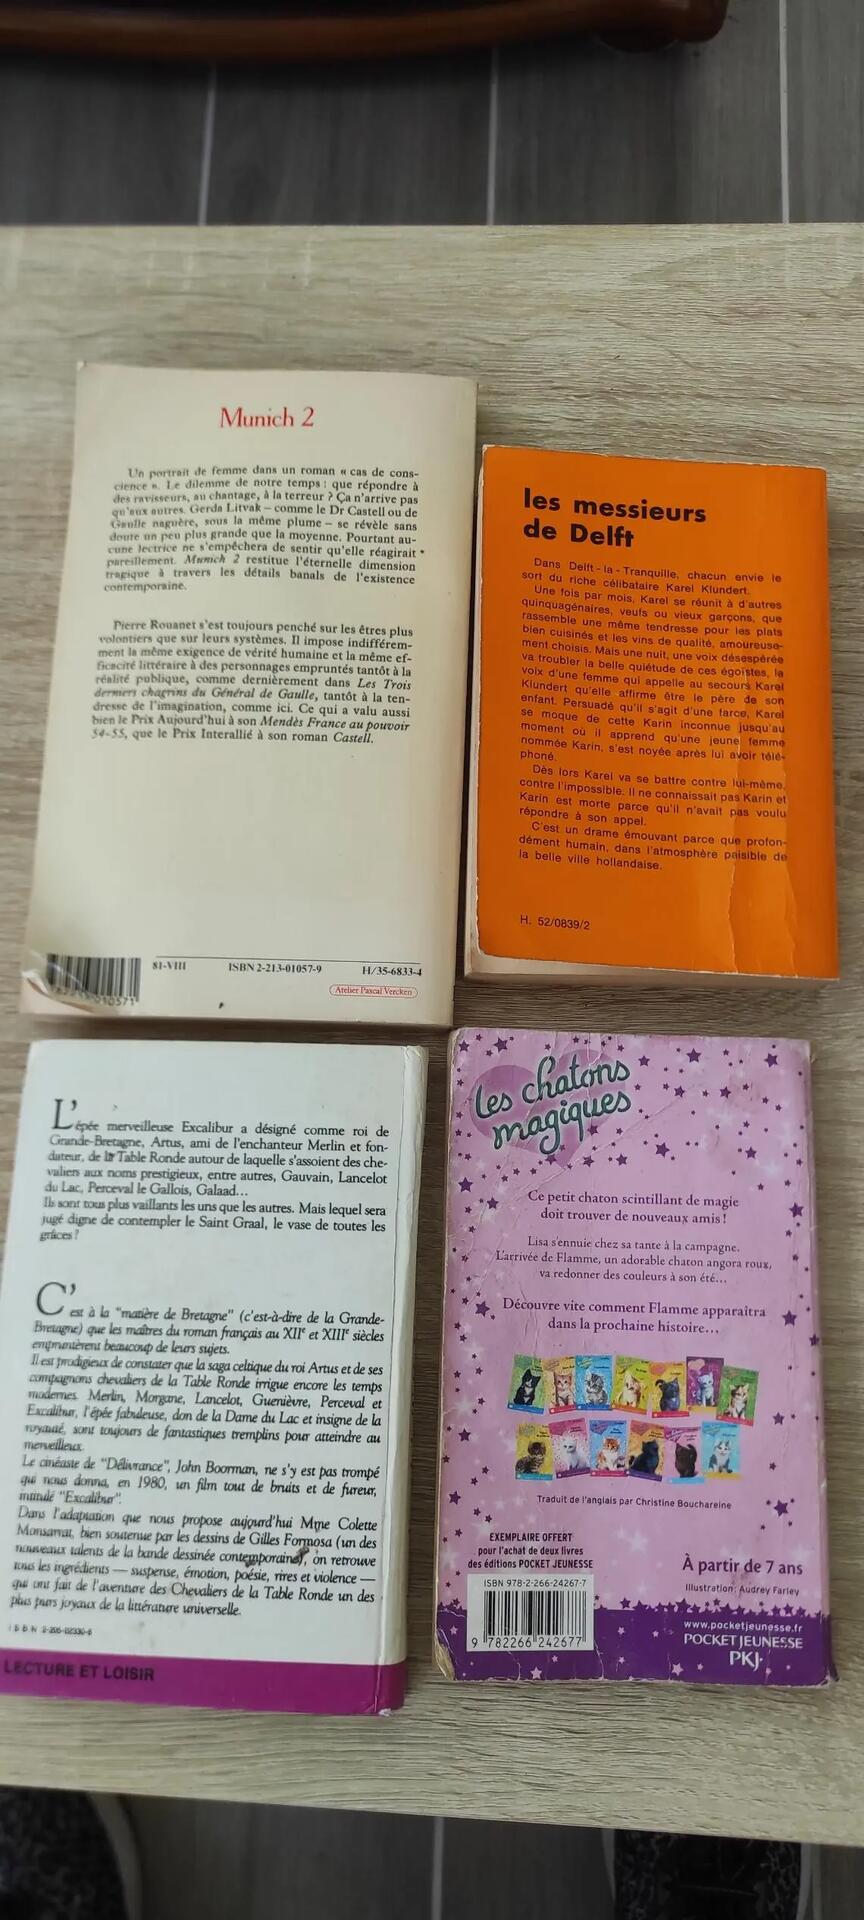 Munich 2
Un portrait de femme dans un roman « cas de cons-
cience ». Le dilemme de notre temps : que répondre à
des ravisseurs, au chantage, à la terreur ? Ça n'arrive pas
qu'aux autres. Gerda Litvak – comme le Dr Castell ou de
Gaulle naguère, sous la même plume – se révèle sans
doute un peu plus grande que la moyenne. Pourtant au-
cune lectrice ne s'empêchera de sentir qu'elle réagirait
pareillement. Munich 2 restitue l'éternelle dimension
tragique à travers les détails banals de l'existence
contemporaine.
Pierre Rouanet s'est toujours penché sur les êtres plus
volontiers que sur leurs systèmes. Il impose indifférem-
ment la même exigence de vérité humaine et la même ef-
ficacité littéraire à des personnages empruntés tantôt à la
réalité publique, comme dernièrement dans Les Trois
derniers chagrins du Général de Gaulle, tantôt à la ten-
dresse de l'imagination, comme ici. Ce qui a valu aussi
bien le Prix Aujourd'hui à son Mendès France au pouvoir
54-55, que le Prix Interallié à son roman Castell.
81-VIII ISBN 2-213-01057-9 H/35-6833-4
Atelier Pascal Vercken
les messieurs
de Delft
Dans Delft - la - Tranquille, chacun envie le
sort du riche célibataire Karel Klundert.
Une fois par mois, Karel se réunit à d'autres
quinquagénaires, veufs ou vieux garçons, que
rassemble une même tendresse pour les plats
bien cuisinés et les vins de qualité, amoureuse-
ment choisis. Mais une nuit, une voix désespérée
va troubler la belle quiétude de ces égoïstes, la
voix d'une femme qui appelle au secours Karel
Klundert qu'elle affirme être le père de son
enfant. Persuadé qu'il s'agit d'une farce, Karel
se moque de cette Karin inconnue jusqu'au
moment où il apprend qu'une jeune femme
nommée Karin, s'est noyée après lui avoir télé-
phoné.
Dès lors Karel va se battre contre lui-même,
contre l'impossible. Il ne connaissait pas Karin et
Karin est morte parce qu'il n'avait pas voulu
répondre à son appel.
C'est un drame émouvant parce que profon-
dément humain, dans l'atmosphère paisible de
la belle ville hollandaise.
H. 52/0839/2
L'épée merveilleuse Excalibur a désigné comme roi de
Grande-Bretagne, Artus, ami de l'enchanteur Merlin et fon-
dateur, de la Table Ronde autour de laquelle s'assoient des che-
valiers aux noms prestigieux, entre autres, Gauvain, Lancelot
du Lac, Perceval le Gallois, Galaad...
Ils sont tous plus vaillants les uns que les autres. Mais lequel sera
jugé digne de contempler le Saint Graal, le vase de toutes les
grâces ?
C'est à la "matière de Bretagne" (c'est-à-dire de la Grande-
Bretagne) que les maîtres du roman français au XIIe et XIIIe siècles
empruntèrent beaucoup de leurs sujets.
Il est prodigieux de constater que la saga celtique du roi Artus et de ses
compagnons chevaliers de la Table Ronde irrigue encore les temps
modernes. Merlin, Morgane, Lancelot, Guenièvre, Perceval et
Excalibur, l'épée fabuleuse, don de la Dame du Lac et insigne de la
royauté, sont toujours de fantastiques tremplins pour atteindre au
merveilleux.
Le cinéaste de "Délivrance", John Boorman, ne s'y est pas trompé
qui nous donna, en 1980, un film tout de bruits et de fureur,
intitulé "Excalibur".
Dans l'adaptation que nous propose aujourd'hui Mme Colette
Monsarrat, bien soutenue par les dessins de Gilles Formosa (un des
nouveaux talents de la bande dessinée contemporaine), on retrouve
tous les ingrédients — suspense, émotion, poésie, rires et violence —
qui ont fait de l'aventure des Chevaliers de la Table Ronde un des
plus purs joyaux de la littérature universelle.
ISBN 2-205-02330-6
LECTURE ET LOISIR
Les chatons
magiques
Ce petit chaton scintillant de magie
doit trouver de nouveaux amis !
Lisa s'ennuie chez sa tante à la campagne.
L'arrivée de Flamme, un adorable chaton angora roux,
va redonner des couleurs à son été...
Découvre vite comment Flamme apparaîtra
dans la prochaine histoire...
Traduit de l'anglais par Christine Bouchareine
EXEMPLAIRE OFFERT
pour l'achat de deux livres
des éditions POCKET JEUNESSE
ISBN 978-2-266-24267-7
9 782266 242677
À partir de 7 ans
Illustration: Audrey Farley
www.pocketjeunesse.fr
POCKET JEUNESSE
PKJ·